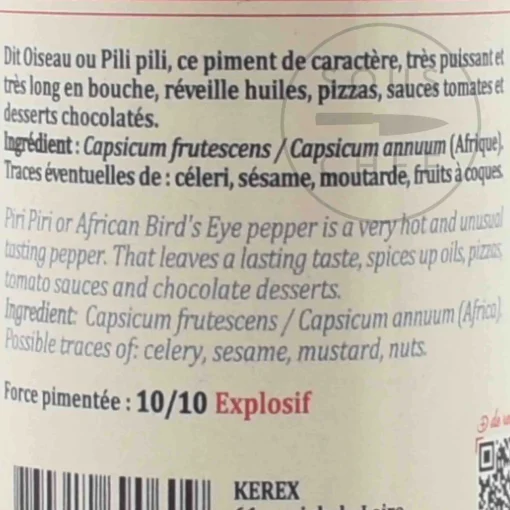 Dit Oiseau ou Pili pili, ce piment de caractère, très puissant et
très long en bouche, réveille huiles, pizzas, sauces tomates et
desserts chocolatés.
Ingrédient : Capsicum frutescens / Capsicum annuum (Afrique).
Traces éventuelles de : céleri, sésame, moutarde, fruits à coques.
Piri Piri or African Bird's Eye pepper is a very hot and unusual
tasting pepper. That leaves a lasting taste, spices up oils, pizzas,
tomato sauces and chocolate desserts.
Ingredient: Capsicum frutescens / Capsicum annuum (Africa).
Possible traces of: celery, sesame, mustard, nuts.
Force pimentée : 10/10 Explosif
KEREX
SOUS
CHEF